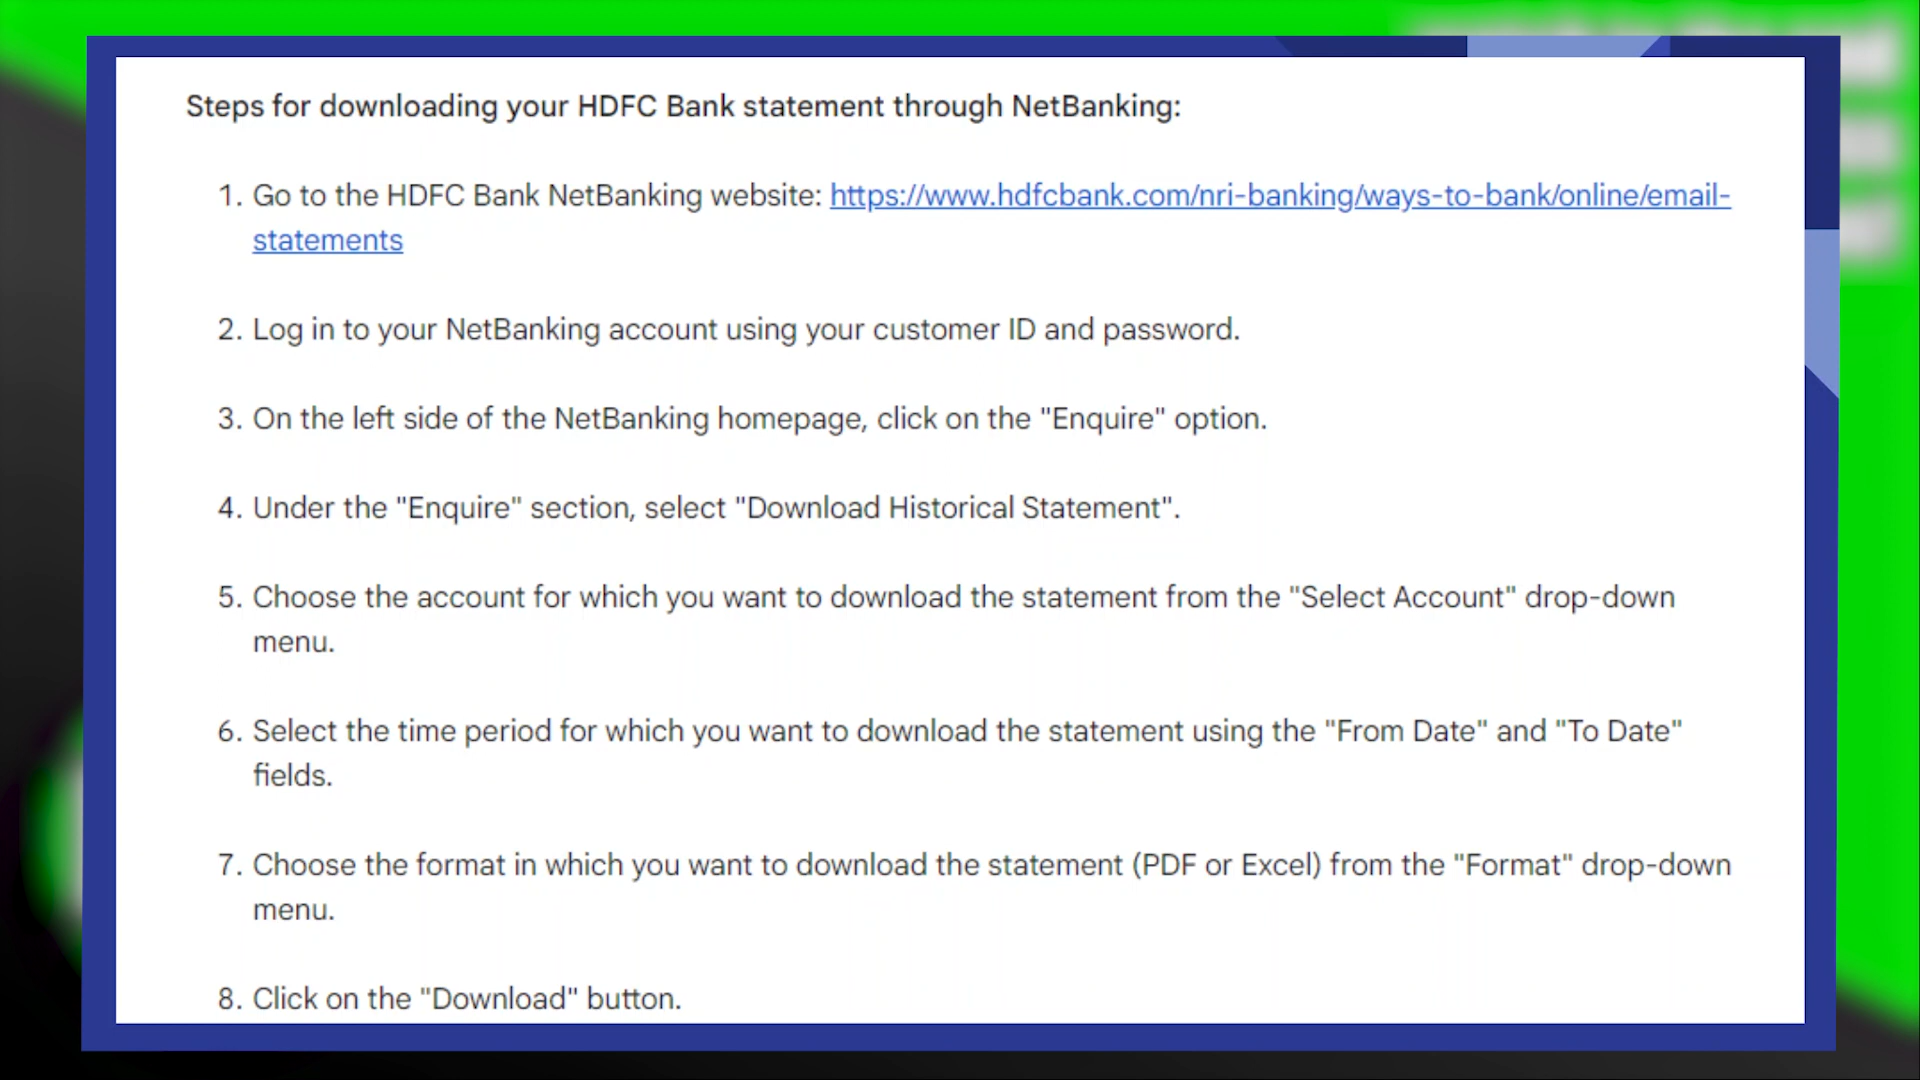 Steps for downloading your HDFC Bank statement through NetBanking:
1. Go to the HDFC Bank NetBanking website: https://www.hdfcbank.com/nri-banking/ways-to-bank/online/email-
statements
2. Log in to your NetBanking account using your customer ID and password.
3. On the left side of the NetBanking homepage, click on the "Enquire" option.
4. Under the "Enquire" section, select "Download Historical Statement".
5. Choose the account for which you want to download the statement from the "Select Account" drop-down
menu.
6. Select the time period for which you want to download the statement using the "From Date" and "To Date"
fields.
7. Choose the format in which you want to download the statement (PDF or Excel) from the "Format" drop-down
menu.
8. Click on the "Download" button.